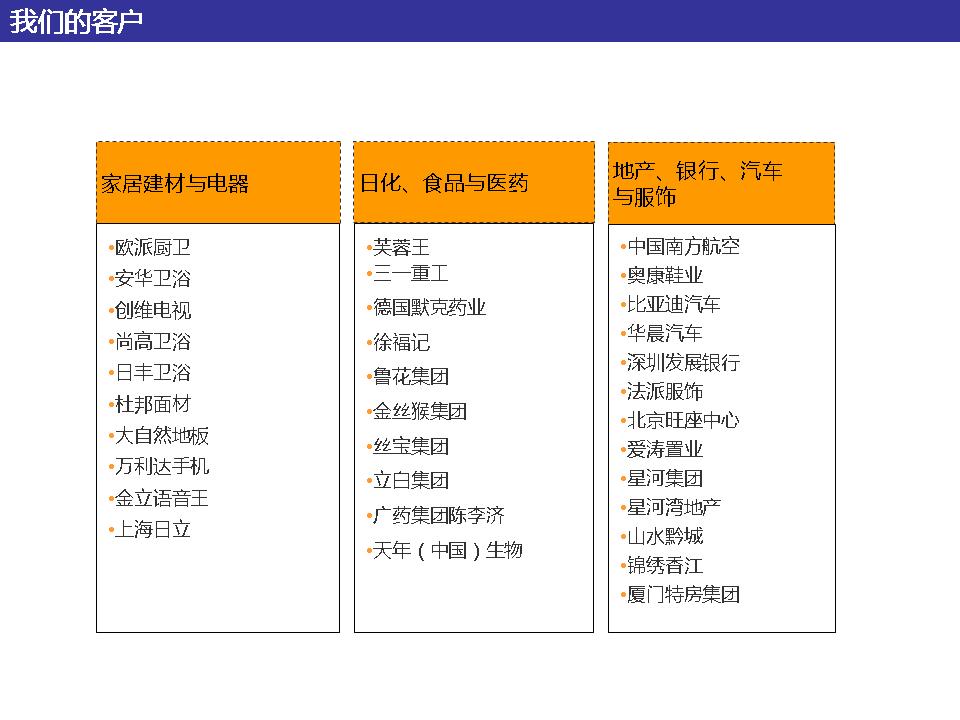 我们的客户
家居建材与电器
•欧派厨卫
•安华卫浴
•创维电视
•尚高卫浴
•日丰卫浴
•杜邦面材
•大自然地板
•万利达手机
•金立语音王
•上海日立
日化、食品与医药
•芙蓉王
•三一重工
•德国默克药业
•徐福记
•鲁花集团
•金丝猴集团
•丝宝集团
•立白集团
•广药集团陈李济
•天年（中国）生物
地产、银行、汽车
与服饰
•中国南方航空
•奥康鞋业
•比亚迪汽车
•华晨汽车
•深圳发展银行
•法派服饰
•北京旺座中心
•爱涛置业
•星河集团
•星河湾地产
•山水黔城
•锦绣香江
•厦门特房集团